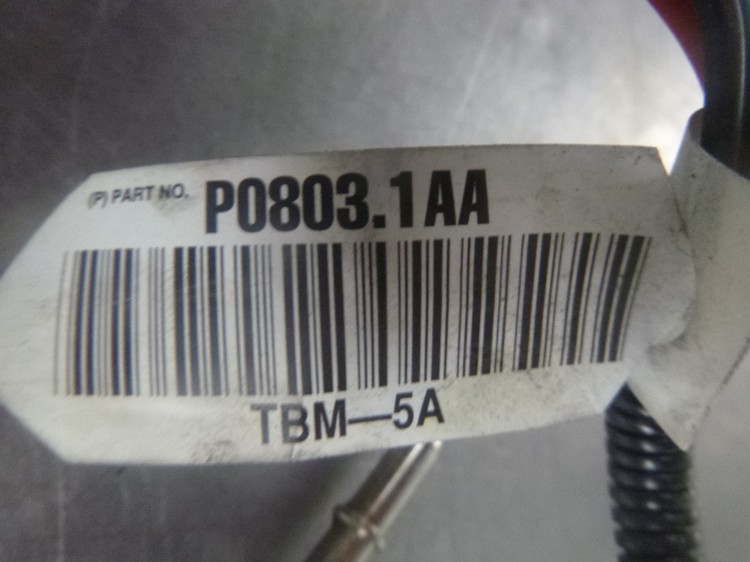 (P) PART NO. P0803.1AA
TBM—5A